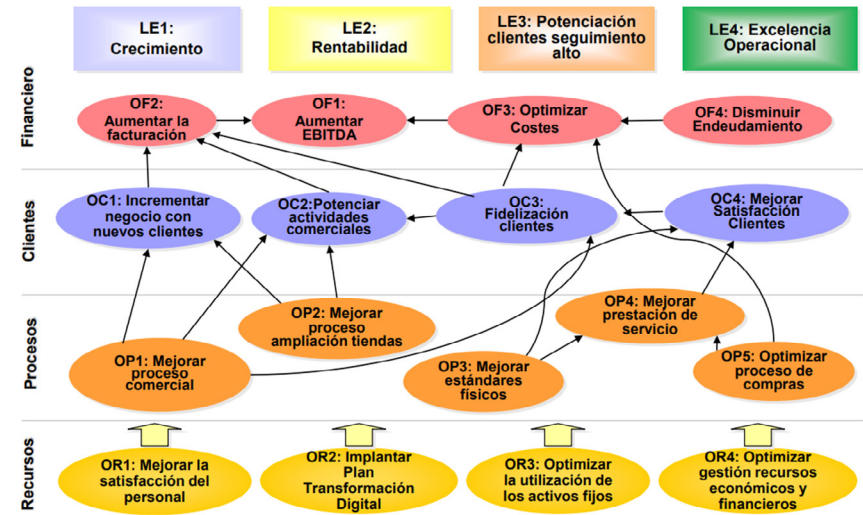 LE1:
Crecimiento
LE2:
Rentabilidad
LE3: Potenciación
clientes seguimiento
alto
LE4: Excelencia
Operacional
Financiero
OF2:
Aumentar la
facturación
OF1:
Aumentar
EBITDA
OF3: Optimizar
Costes
OF4: Disminuir
Endeudamiento
Clientes
OC1: Incrementar
negocio con
nuevos clientes
OC2:Potenciar
actividades
comerciales
OC3:
Fidelización
clientes
OC4: Mejorar
Satisfacción
Clientes
Procesos
OP1: Mejorar
proceso
comercial
OP2: Mejorar
proceso
ampliación tiendas
OP3: Mejorar
estándares
físicos
OP4: Mejorar
prestación de
servicio
OP5: Optimizar
proceso de
compras
Recursos
OR1: Mejorar la
satisfacción del
personal
OR2: Implantar
Plan
Transformación
Digital
OR3: Optimizar
la utilización de
los activos fijos
OR4: Optimizar
gestión recursos
económicos y
financieros